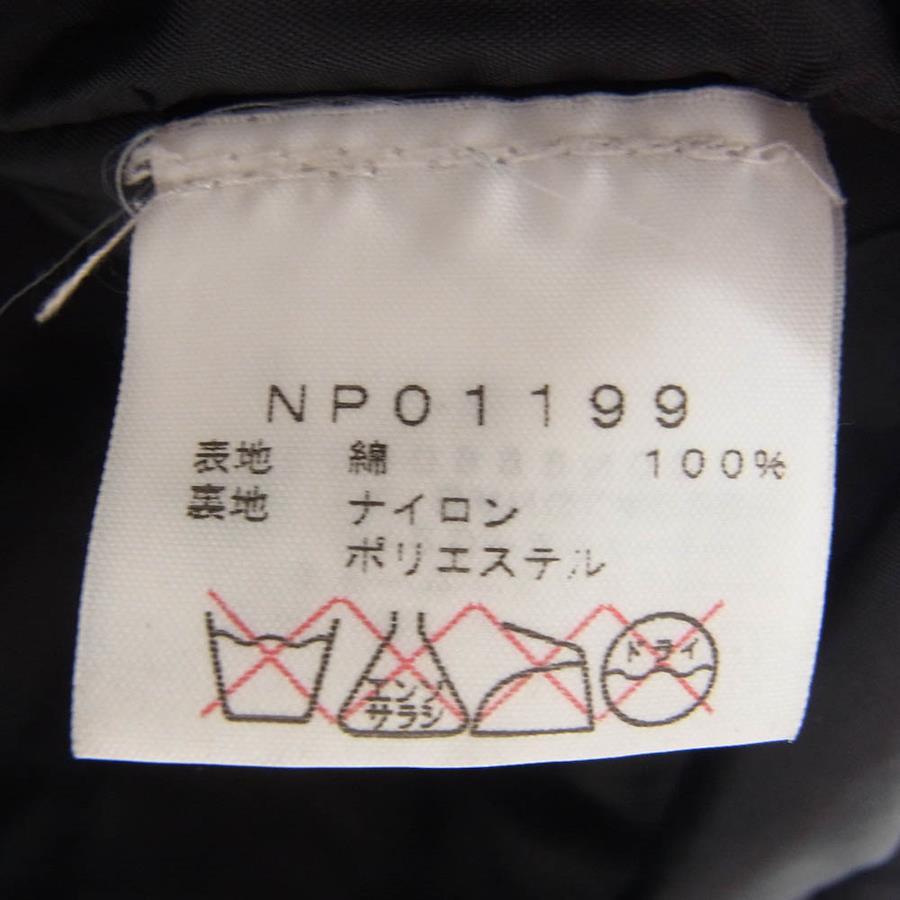 NP01199
表地 綿 100%
裏地 ナイロン
ポリエステル
エンソ ドライ
サラシ